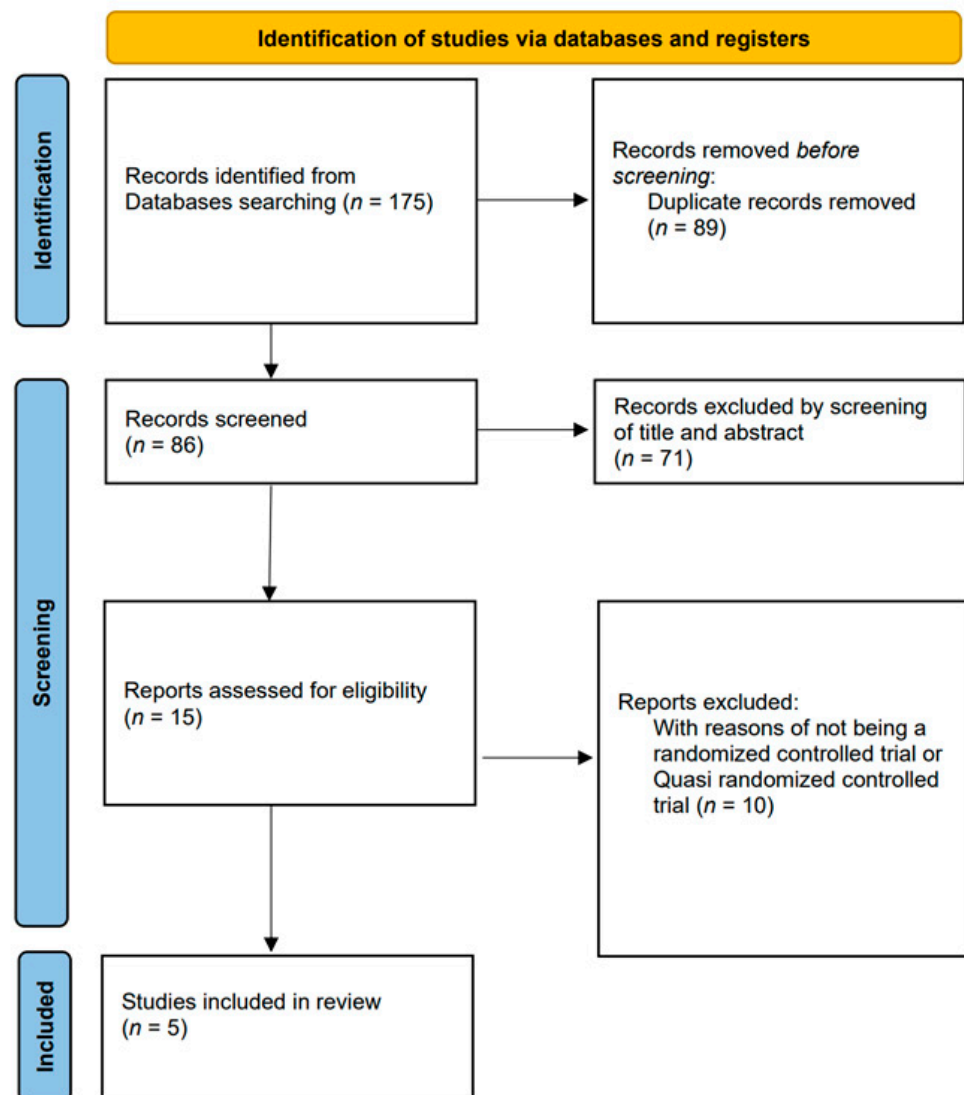 Identification of studies via databases and registers
Identification
Records identified from
Databases searching (n = 175)
Records removed before
screening:
Duplicate records removed
(n = 89)
Screening
Records screened
(n = 86)
Records excluded by screening
of title and abstract
(n = 71)
Reports assessed for eligibility
(n = 15)
Reports excluded:
With reasons of not being a
randomized controlled trial or
Quasi randomized controlled
trial (n = 10)
Included
Studies included in review
(n = 5)